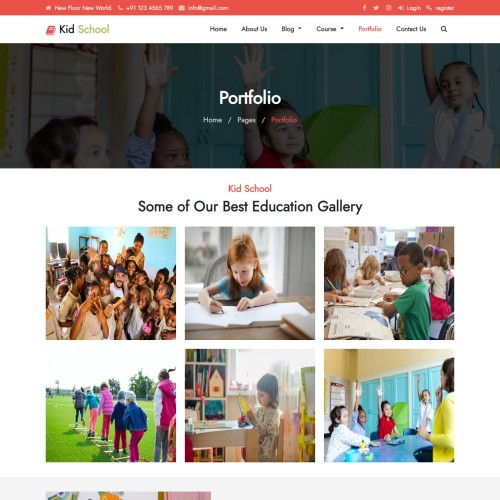 New Floor New World. +91 123 4565 789 info@gmail.com Login register
Kid School Home About Us Blog Course Portfolio Contact Us
Portfolio
Home / Pages / Portfolio
Kid School
Some of Our Best Education Gallery